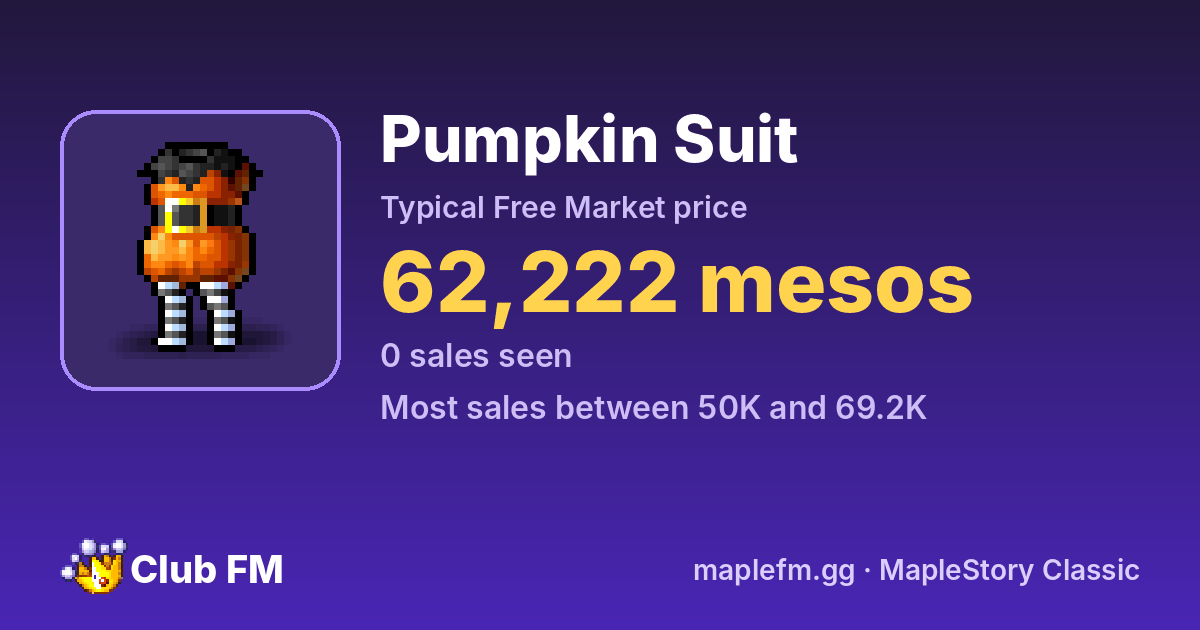 Pumpkin Suit
Typical Free Market price
62,222 mesos
0 sales seen
Most sales between 50K and 69.2K
Club FM
maplefm.gg · MapleStory Classic